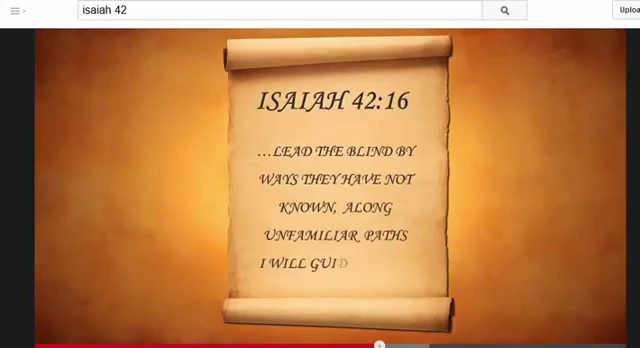 isaiah 42
Uploa
ISAIAH 42:16
...LEAD THE BLIND BY
WAYS THEY HAVE NOT
KNOWN, ALONG
UNFAMILIAR PATHS
I WILL GUID